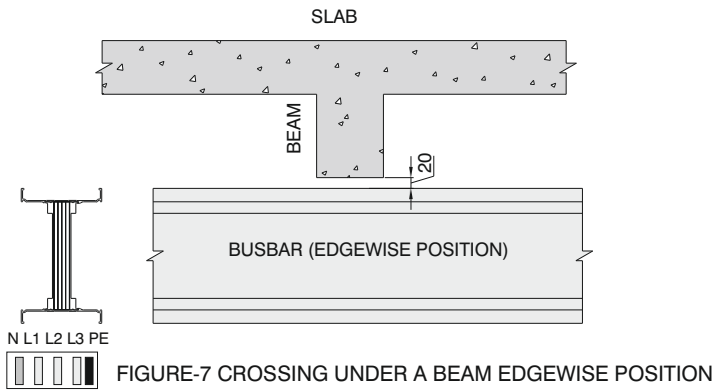 SLAB
BEAM
20
BUSBAR (EDGEWISE POSITION)
N L1 L2 L3 PE
FIGURE-7 CROSSING UNDER A BEAM EDGEWISE POSITION